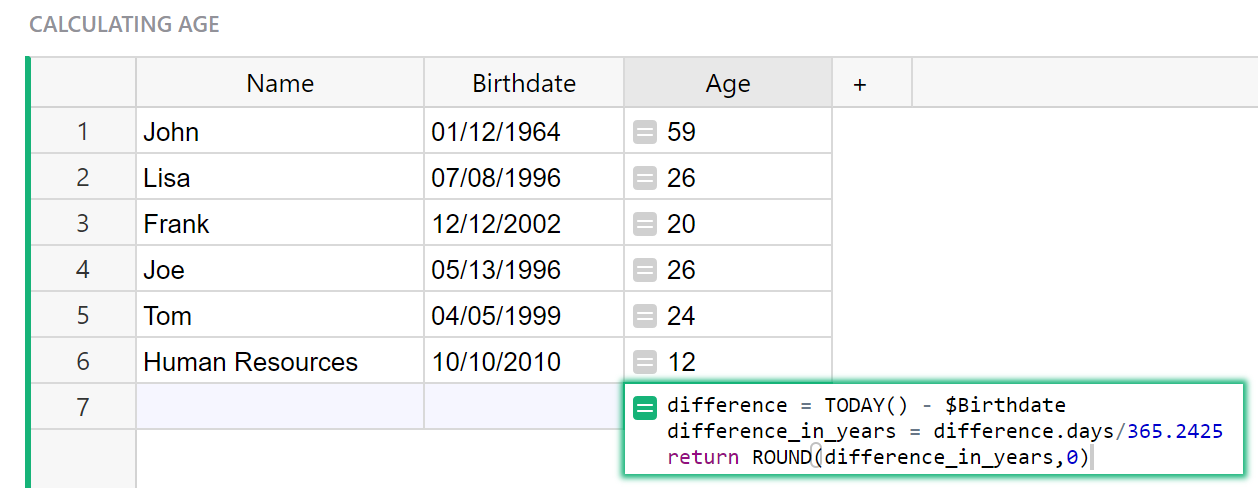 CALCULATING AGE
Name Birthdate Age +
1 John 01/12/1964 59
2 Lisa 07/08/1996 26
3 Frank 12/12/2002 20
4 Joe 05/13/1996 26
5 Tom 04/05/1999 24
6 Human Resources 10/10/2010 12
7
difference = TODAY() - $Birthdate
difference_in_years = difference.days/365.2425
return ROUND(difference_in_years,0)